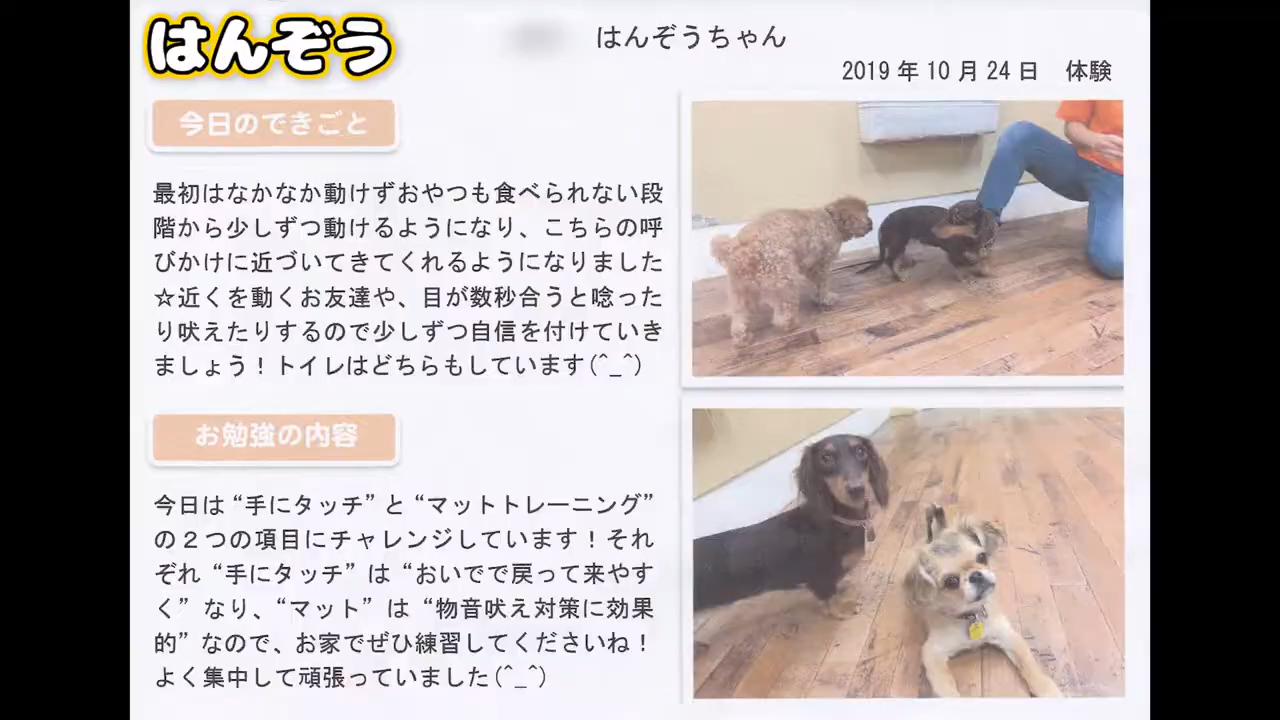 はんぞう
はんぞうちゃん
2019年10月24日　体験
今日のできごと
最初はなかなか動けずおやつも食べられない段
階から少しずつ動けるようになり、こちらの呼
びかけに近づいてきてくれるようになりました
☆近くを動くお友達や、目が数秒合うと唸った
り吠えたりするので少しずつ自信を付けていき
ましょう！トイレはどちらもしています(^_^)
お勉強の内容
今日は“手にタッチ”と“マットトレーニング”
の２つの項目にチャレンジしています！それ
ぞれ“手にタッチ”は“おいでで戻って来やす
く”なり、“マット”は“物音吠え対策に効果
的”なので、お家でぜひ練習してくださいね！
よく集中して頑張っていました(^_^)